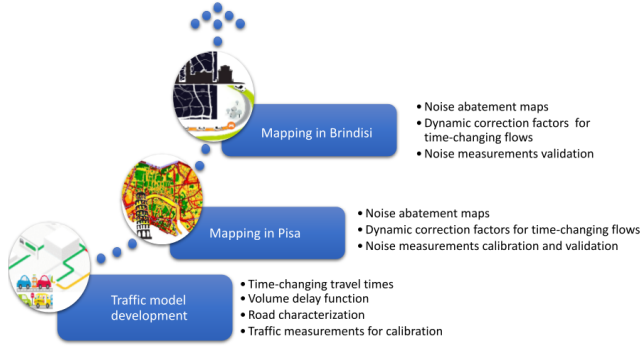 Mapping in Brindisi
• Noise abatement maps
• Dynamic correction factors for
time-changing flows
• Noise measurements validation
Mapping in Pisa
• Noise abatement maps
• Dynamic correction factors for time-changing flows
• Noise measurements calibration and validation
Traffic model
development
• Time-changing travel times
• Volume delay function
• Road characterization
• Traffic measurements for calibration